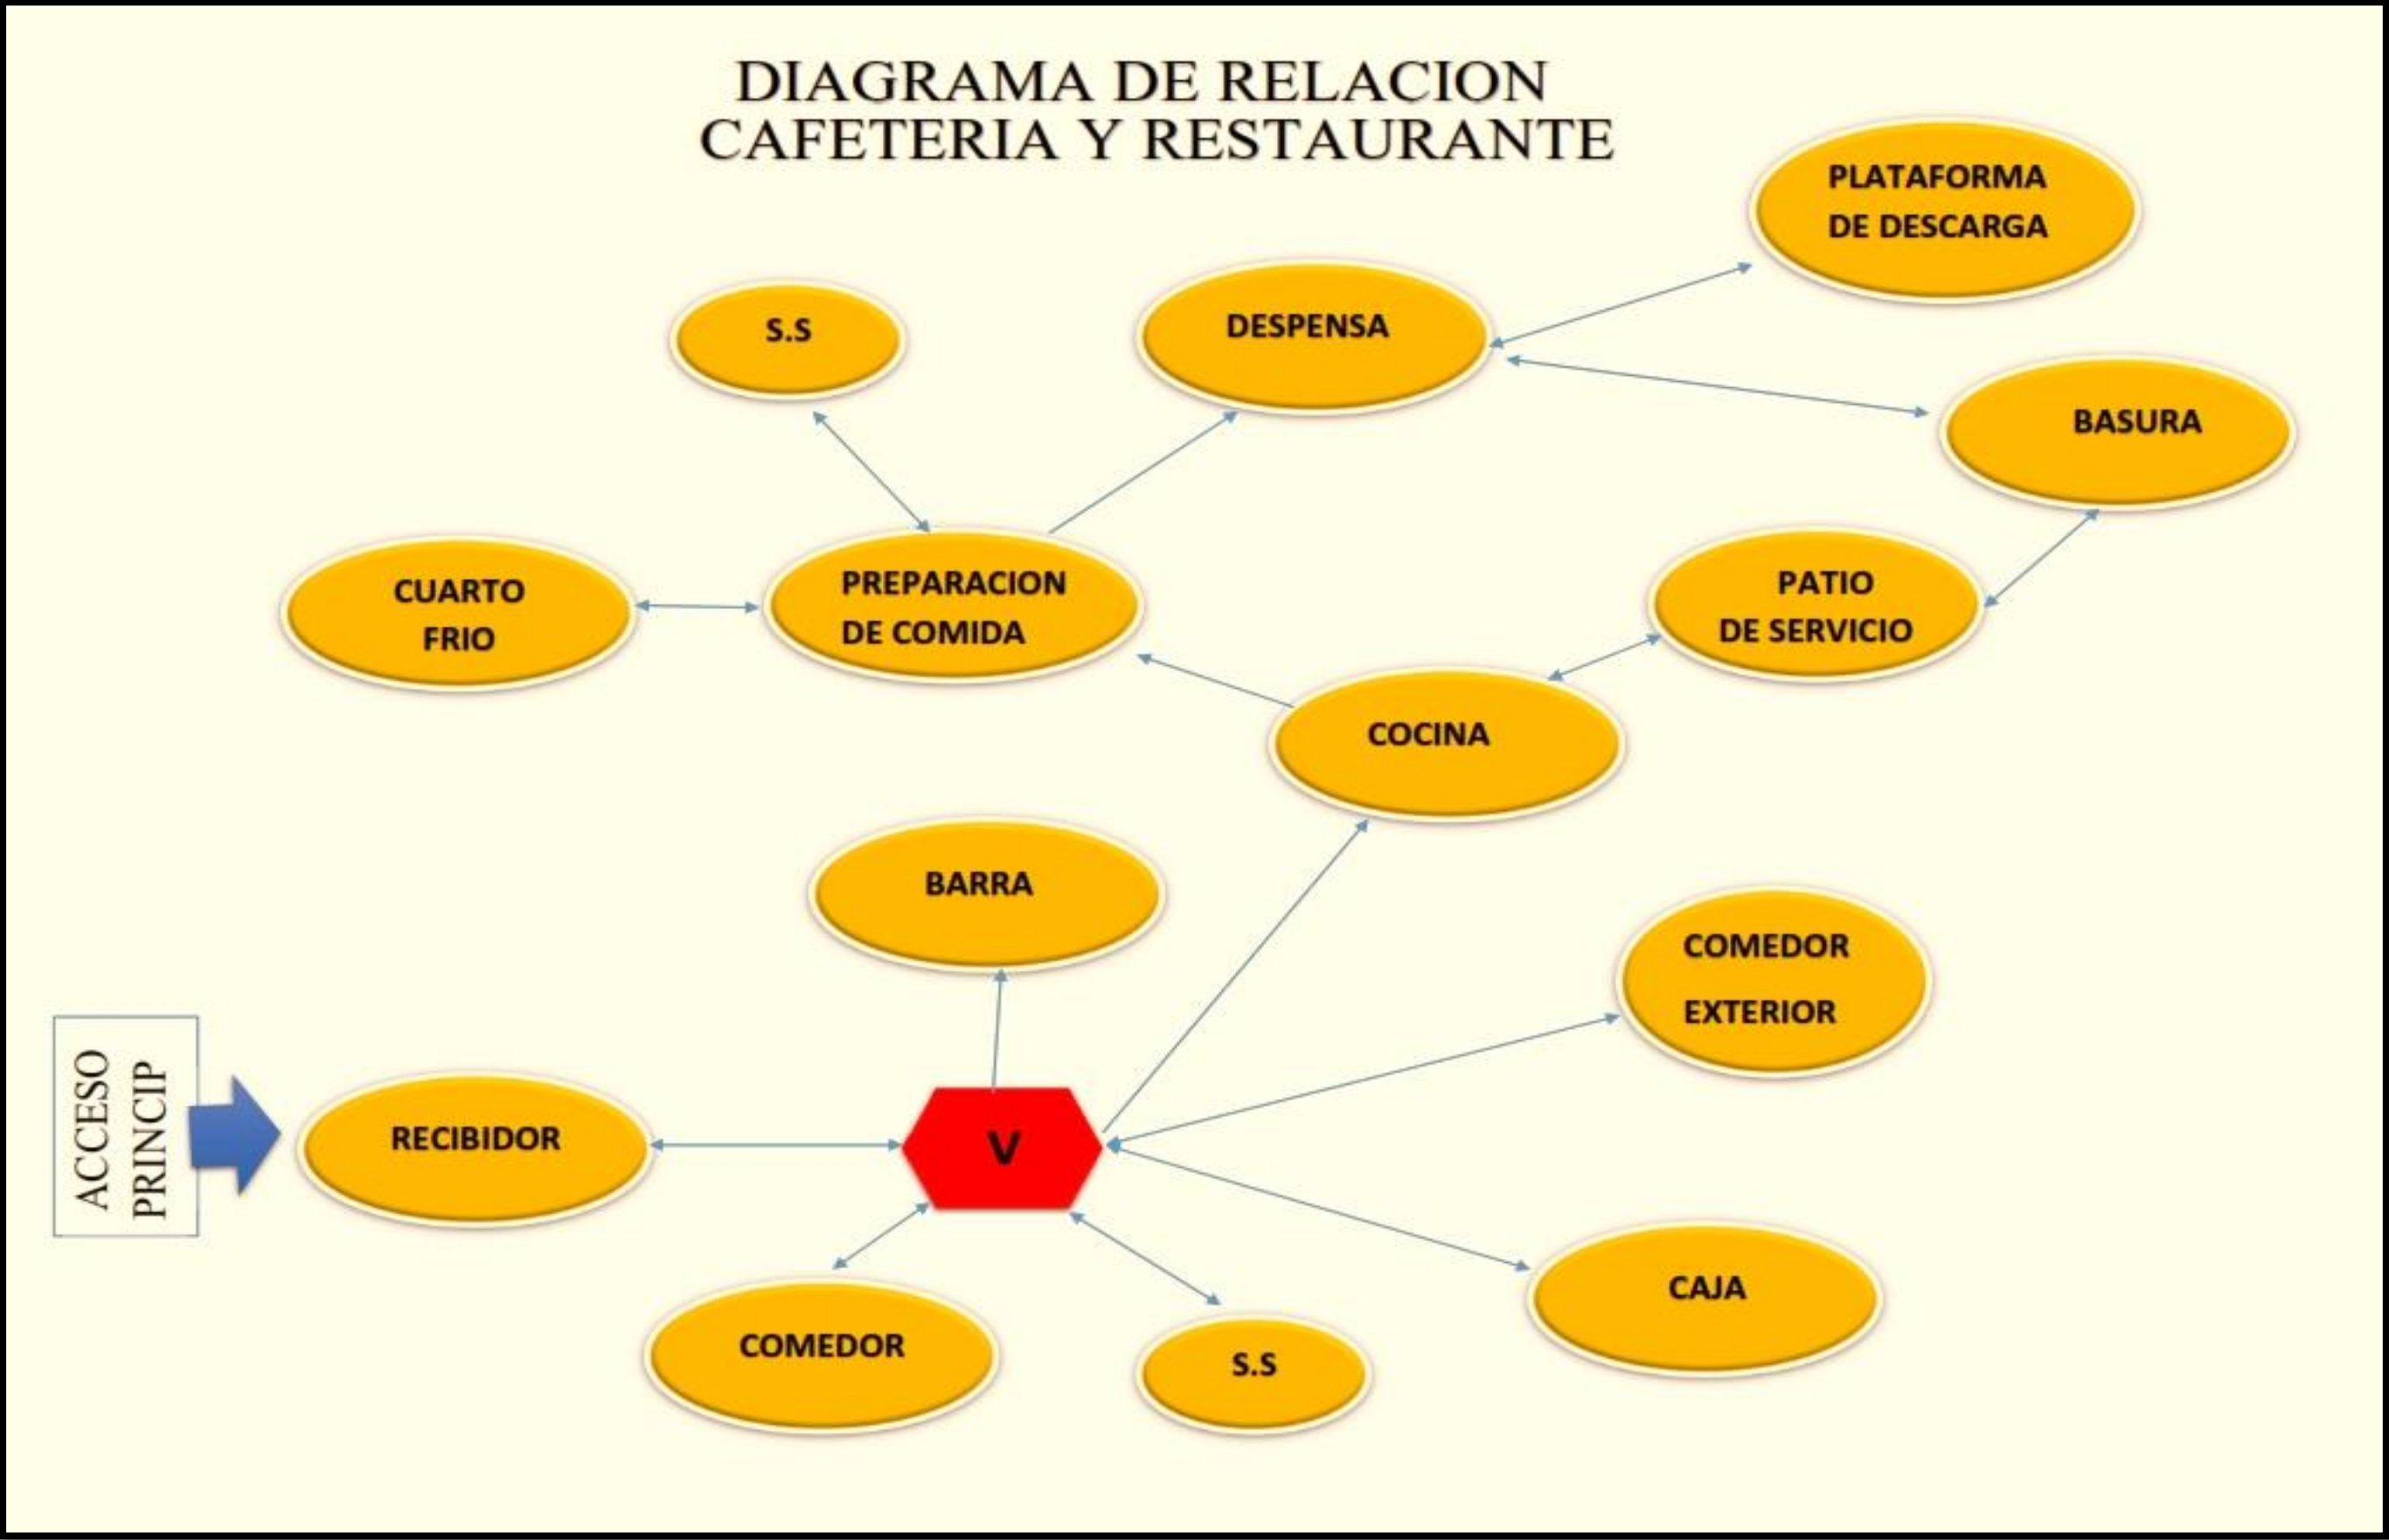 DIAGRAMA DE RELACION
CAFETERIA Y RESTAURANTE
PLATAFORMA
DE DESCARGA
S.S
DESPENSA
BASURA
CUARTO
FRIO
PREPARACION
DE COMIDA
PATIO
DE SERVICIO
COCINA
BARRA
COMEDOR
EXTERIOR
ACCESO
PRINCIP
RECIBIDOR
V
CAJA
COMEDOR
S.S